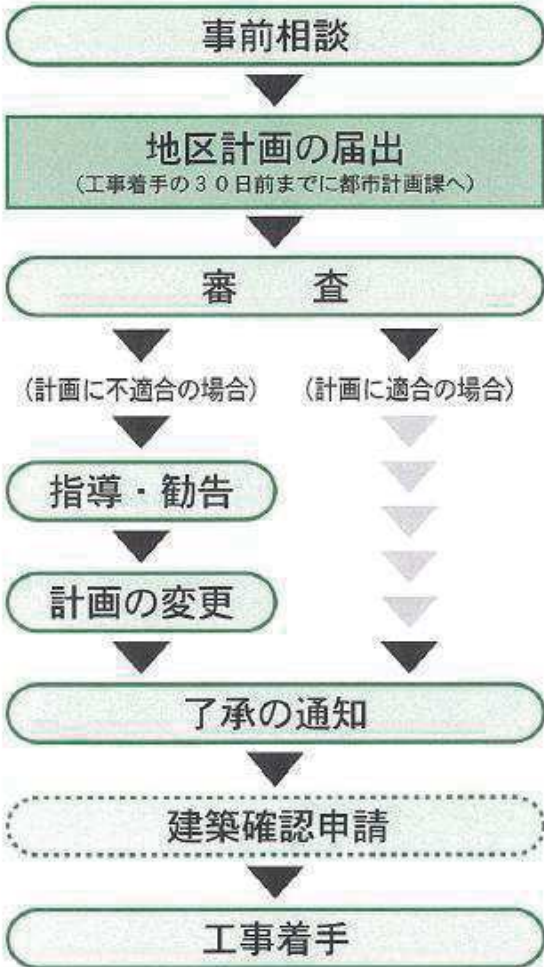 事前相談
地区計画の届出
(工事着手の30日前までに都市計画課へ)
審　　査
(計画に不適合の場合)
(計画に適合の場合)
指導・勧告
計画の変更
了承の通知
建築確認申請
工事着手